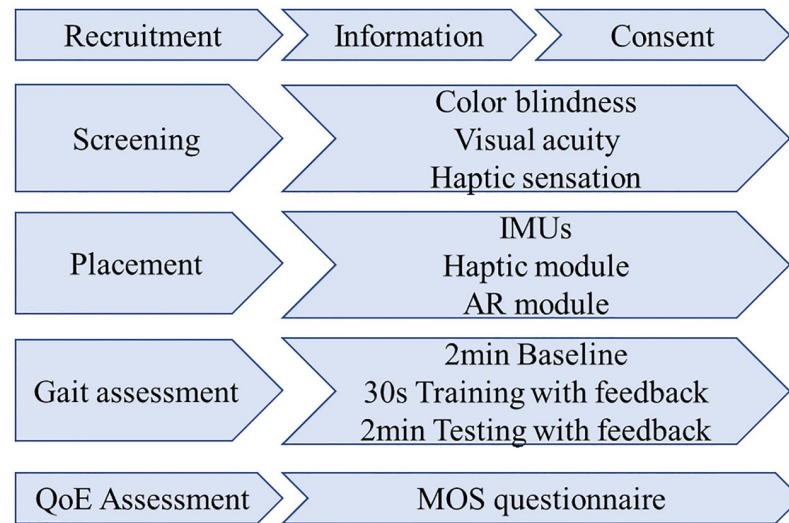 Recruitment
Information
Consent
Screening
Color blindness
Visual acuity
Haptic sensation
Placement
IMUs
Haptic module
AR module
Gait assessment
2min Baseline
30s Training with feedback
2min Testing with feedback
QoE Assessment
MOS questionnaire